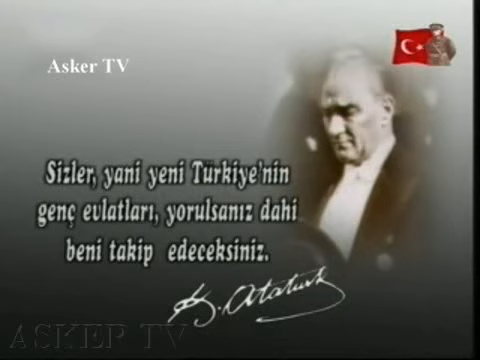 Asker TV
Sizler, yani yeni Türkiye'nin
genç evlatları, yorulsanız dahi
beni takip edeceksiniz.
K. Atatürk
ASKER TV